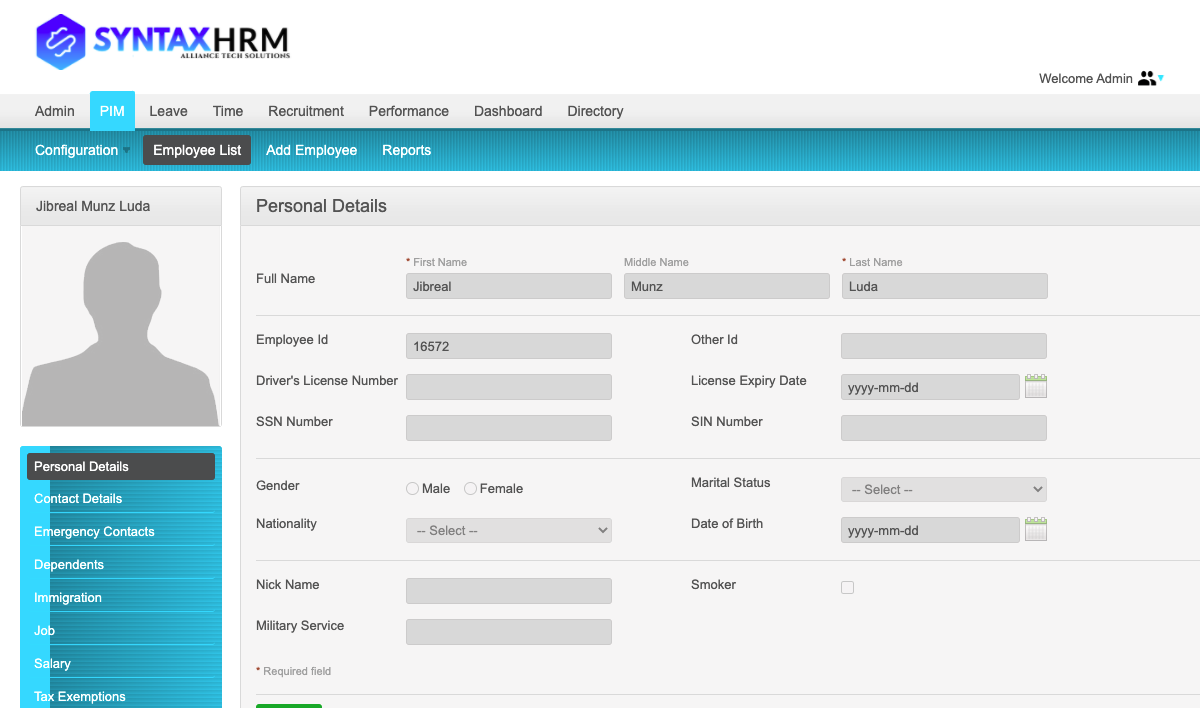 SYNTAXHRM
ALLIANCE TECH SOLUTIONS
Welcome Admin
Admin PIM Leave Time Recruitment Performance Dashboard Directory
Configuration Employee List Add Employee Reports
Jibreal Munz Luda
Personal Details
Contact Details
Emergency Contacts
Dependents
Immigration
Job
Salary
Tax Exemptions
Personal Details
* First Name Middle Name * Last Name
Full Name Jibreal Munz Luda
Employee Id 16572 Other Id
Driver's License Number License Expiry Date yyyy-mm-dd
SSN Number SIN Number
Gender Male Female Marital Status -- Select --
Nationality -- Select -- Date of Birth yyyy-mm-dd
Nick Name Smoker
Military Service
* Required field